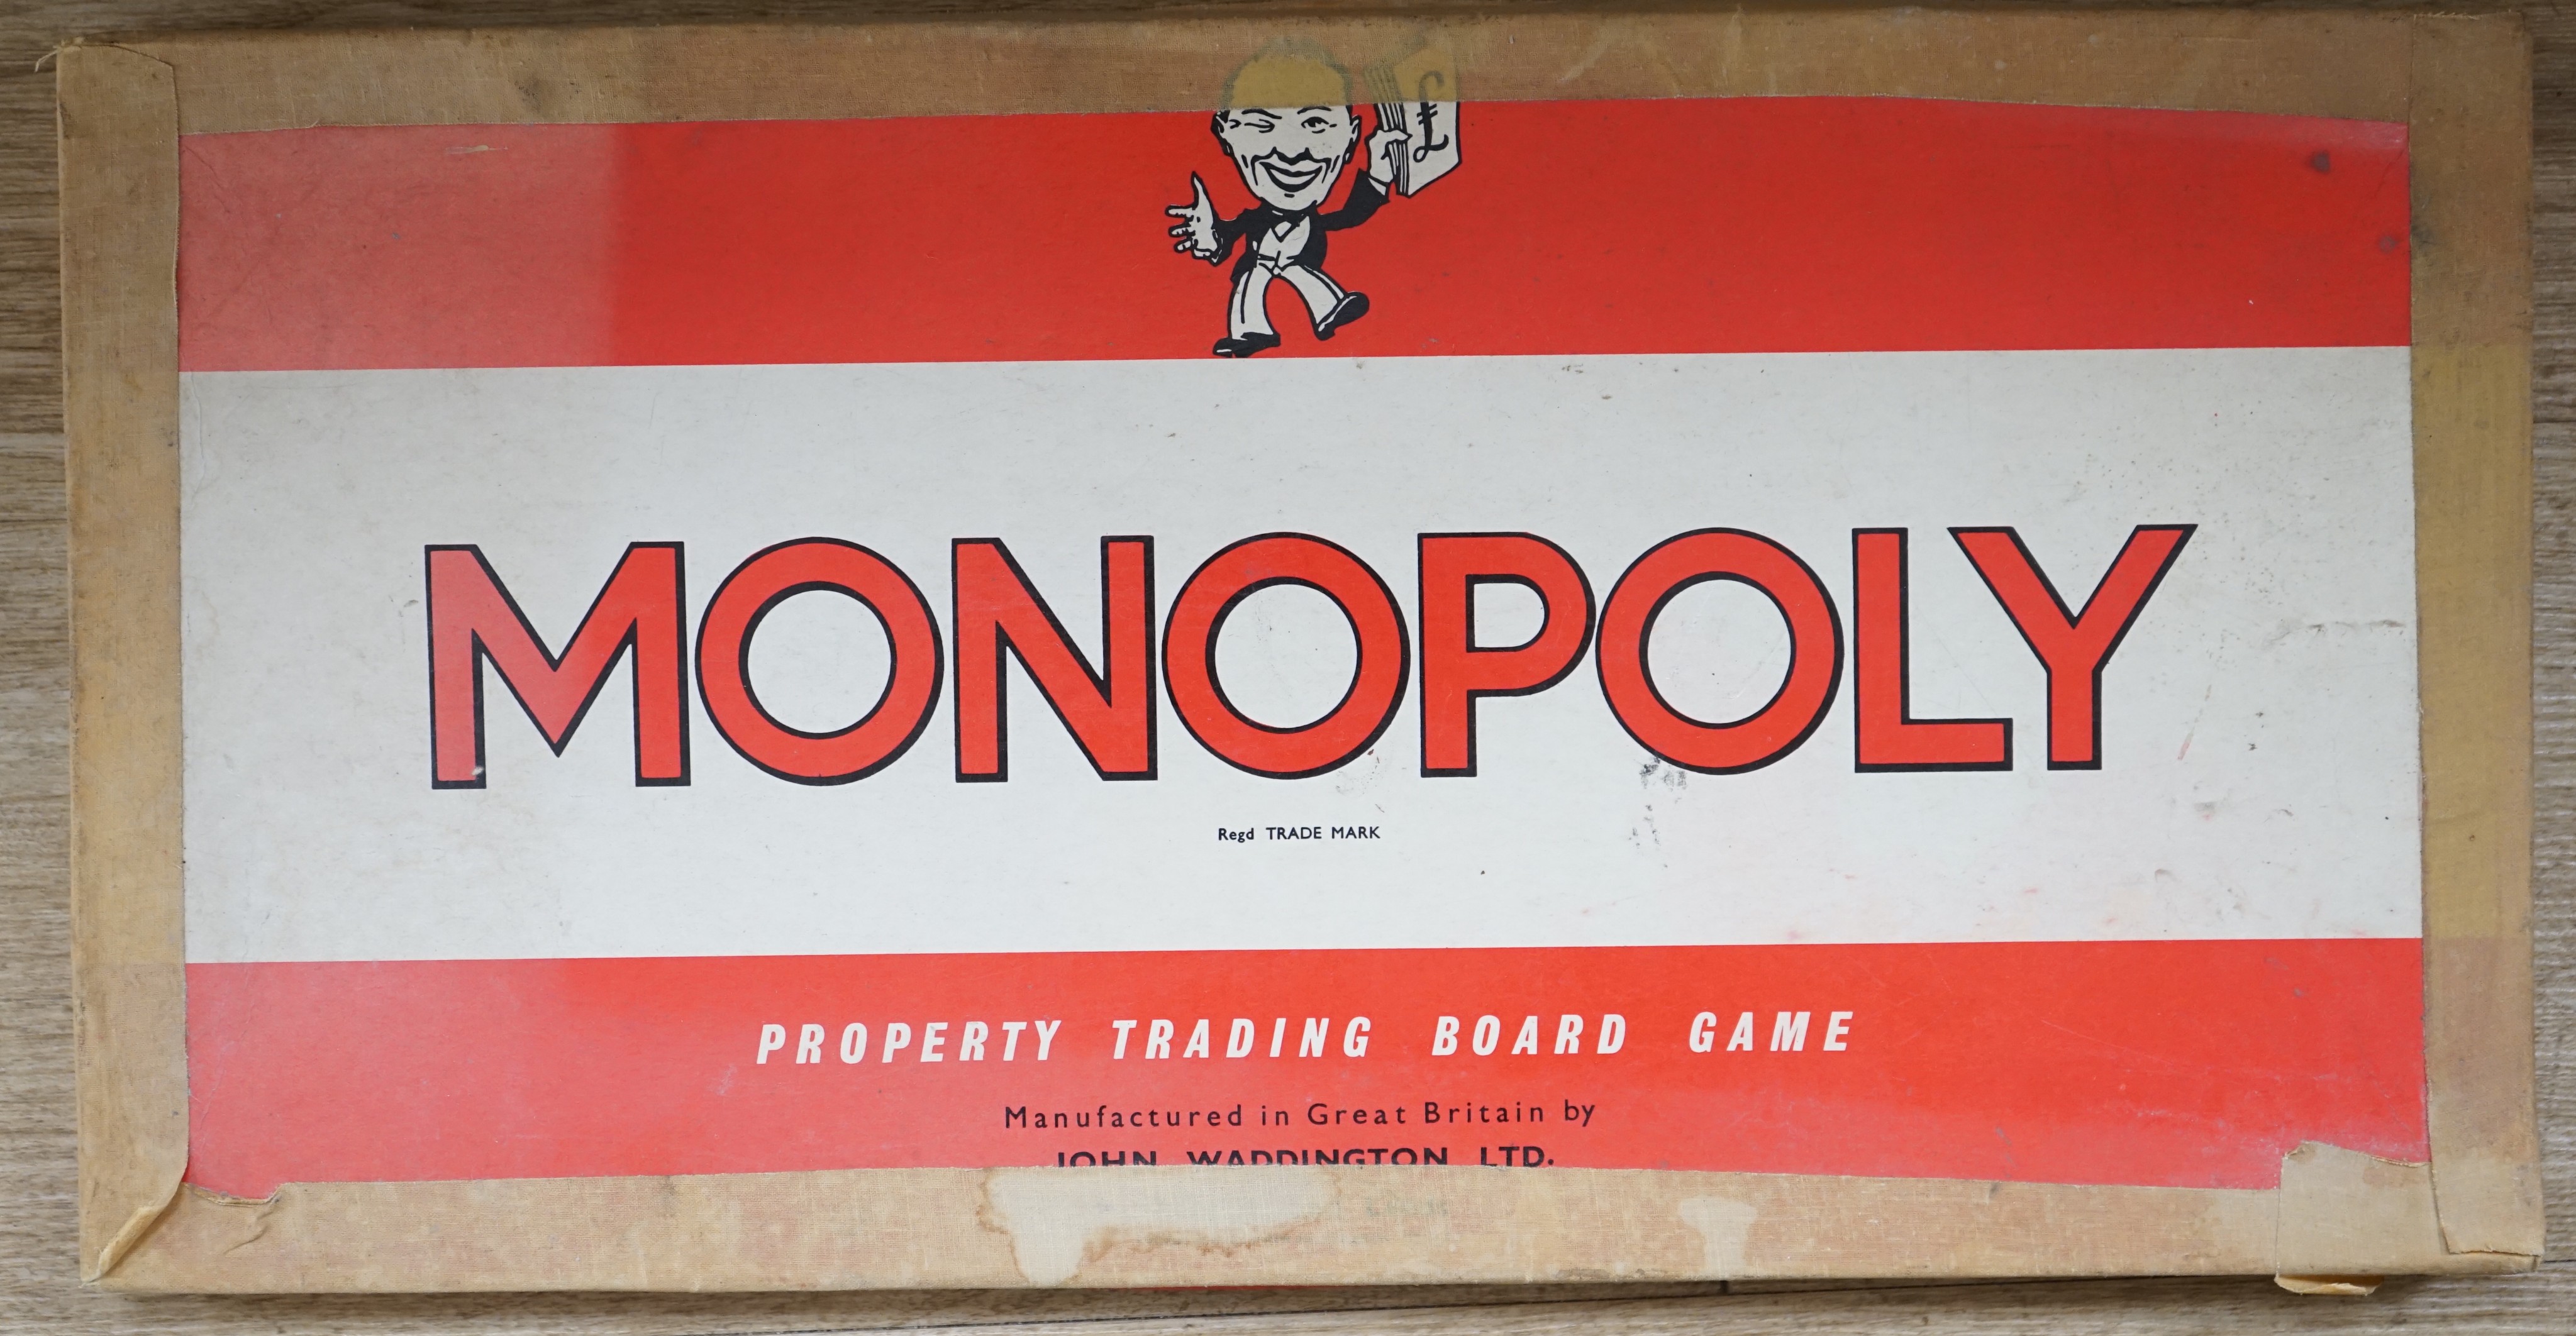 £
MONOPOLY
Regd TRADE MARK
PROPERTY TRADING BOARD GAME
Manufactured in Great Britain by
JOHN WADDINGTON LTD.